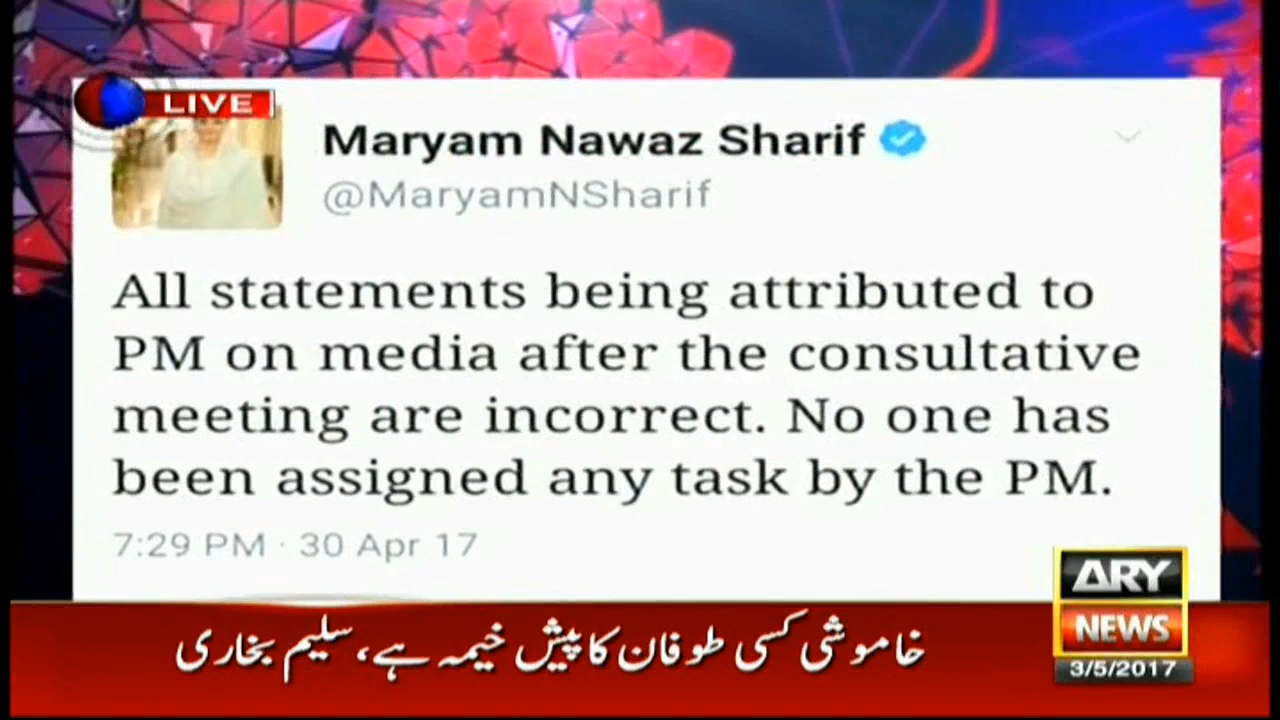 LIVE
Maryam Nawaz Sharif
@MaryamNSharif
All statements being attributed to
PM on media after the consultative
meeting are incorrect. No one has
been assigned any task by the PM.
7:29 PM · 30 Apr 17
ARY
NEWS
3/5/2017
خاموشی کسی طوفان کا پیش خیمہ ہے، سلیم بخاری